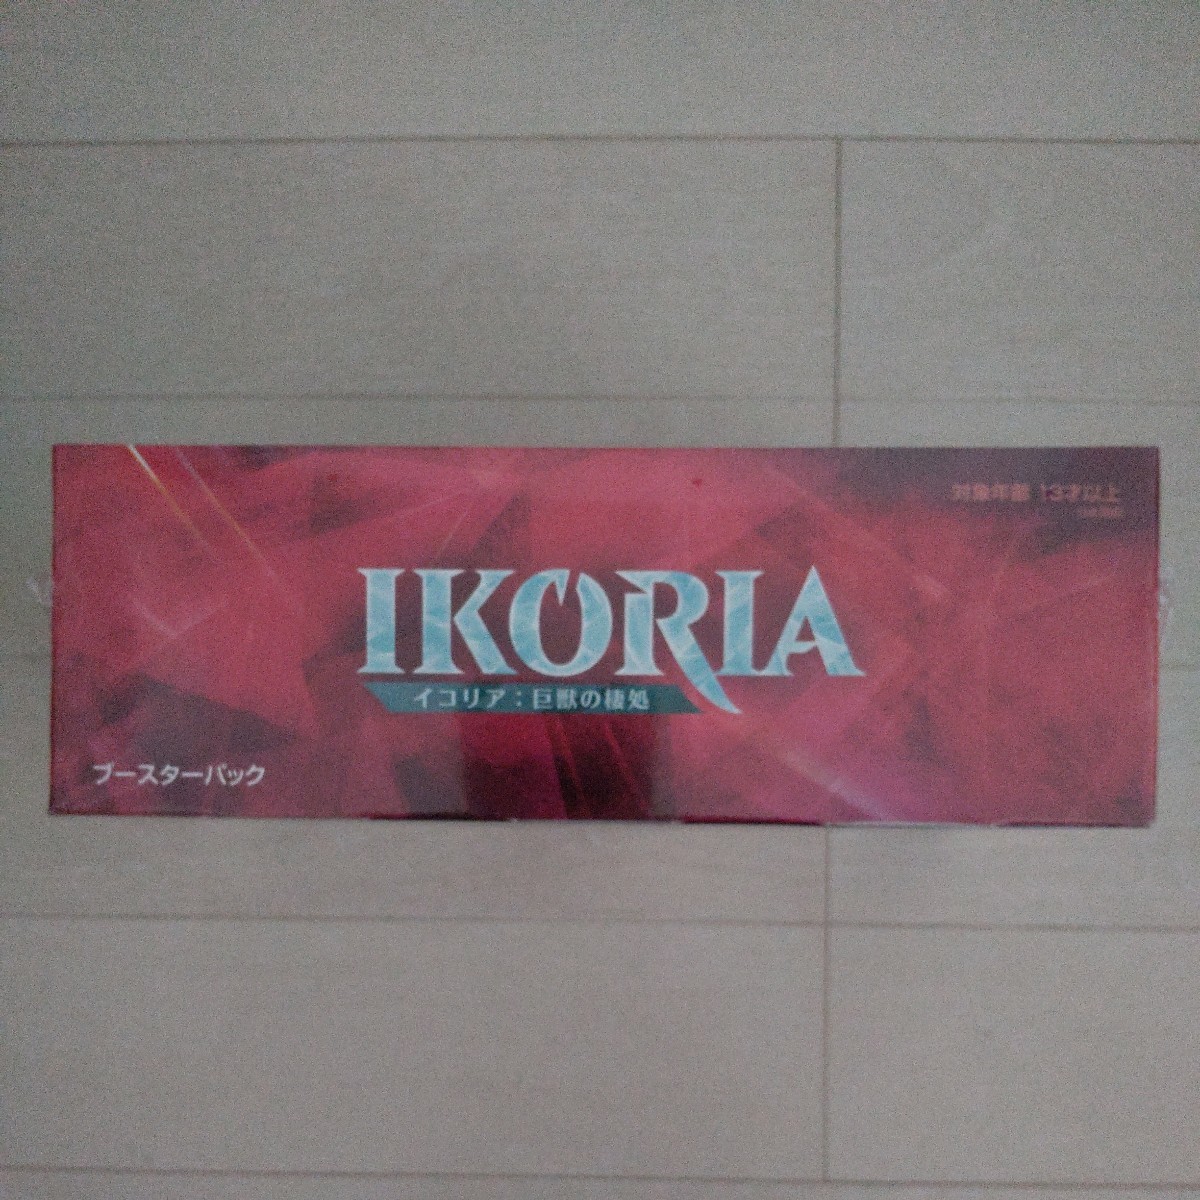 対象年齢 13才以上
IKORIA
イコリア：巨獣の棲処
ブースターパック